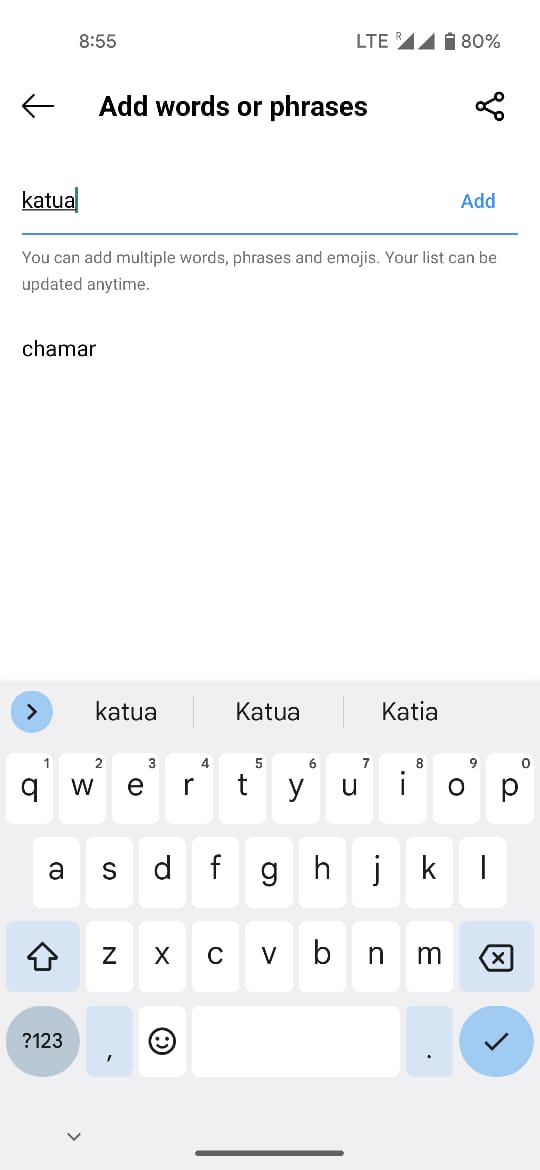 8:55 LTE R 80%
Add words or phrases
katua Add
You can add multiple words, phrases and emojis. Your list can be
updated anytime.
chamar
katua Katua Katia
1 2 3 4 5 6 7 8 9 0
q w e r t y u i o p
a s d f g h j k l
z x c v b n m
?123 , .